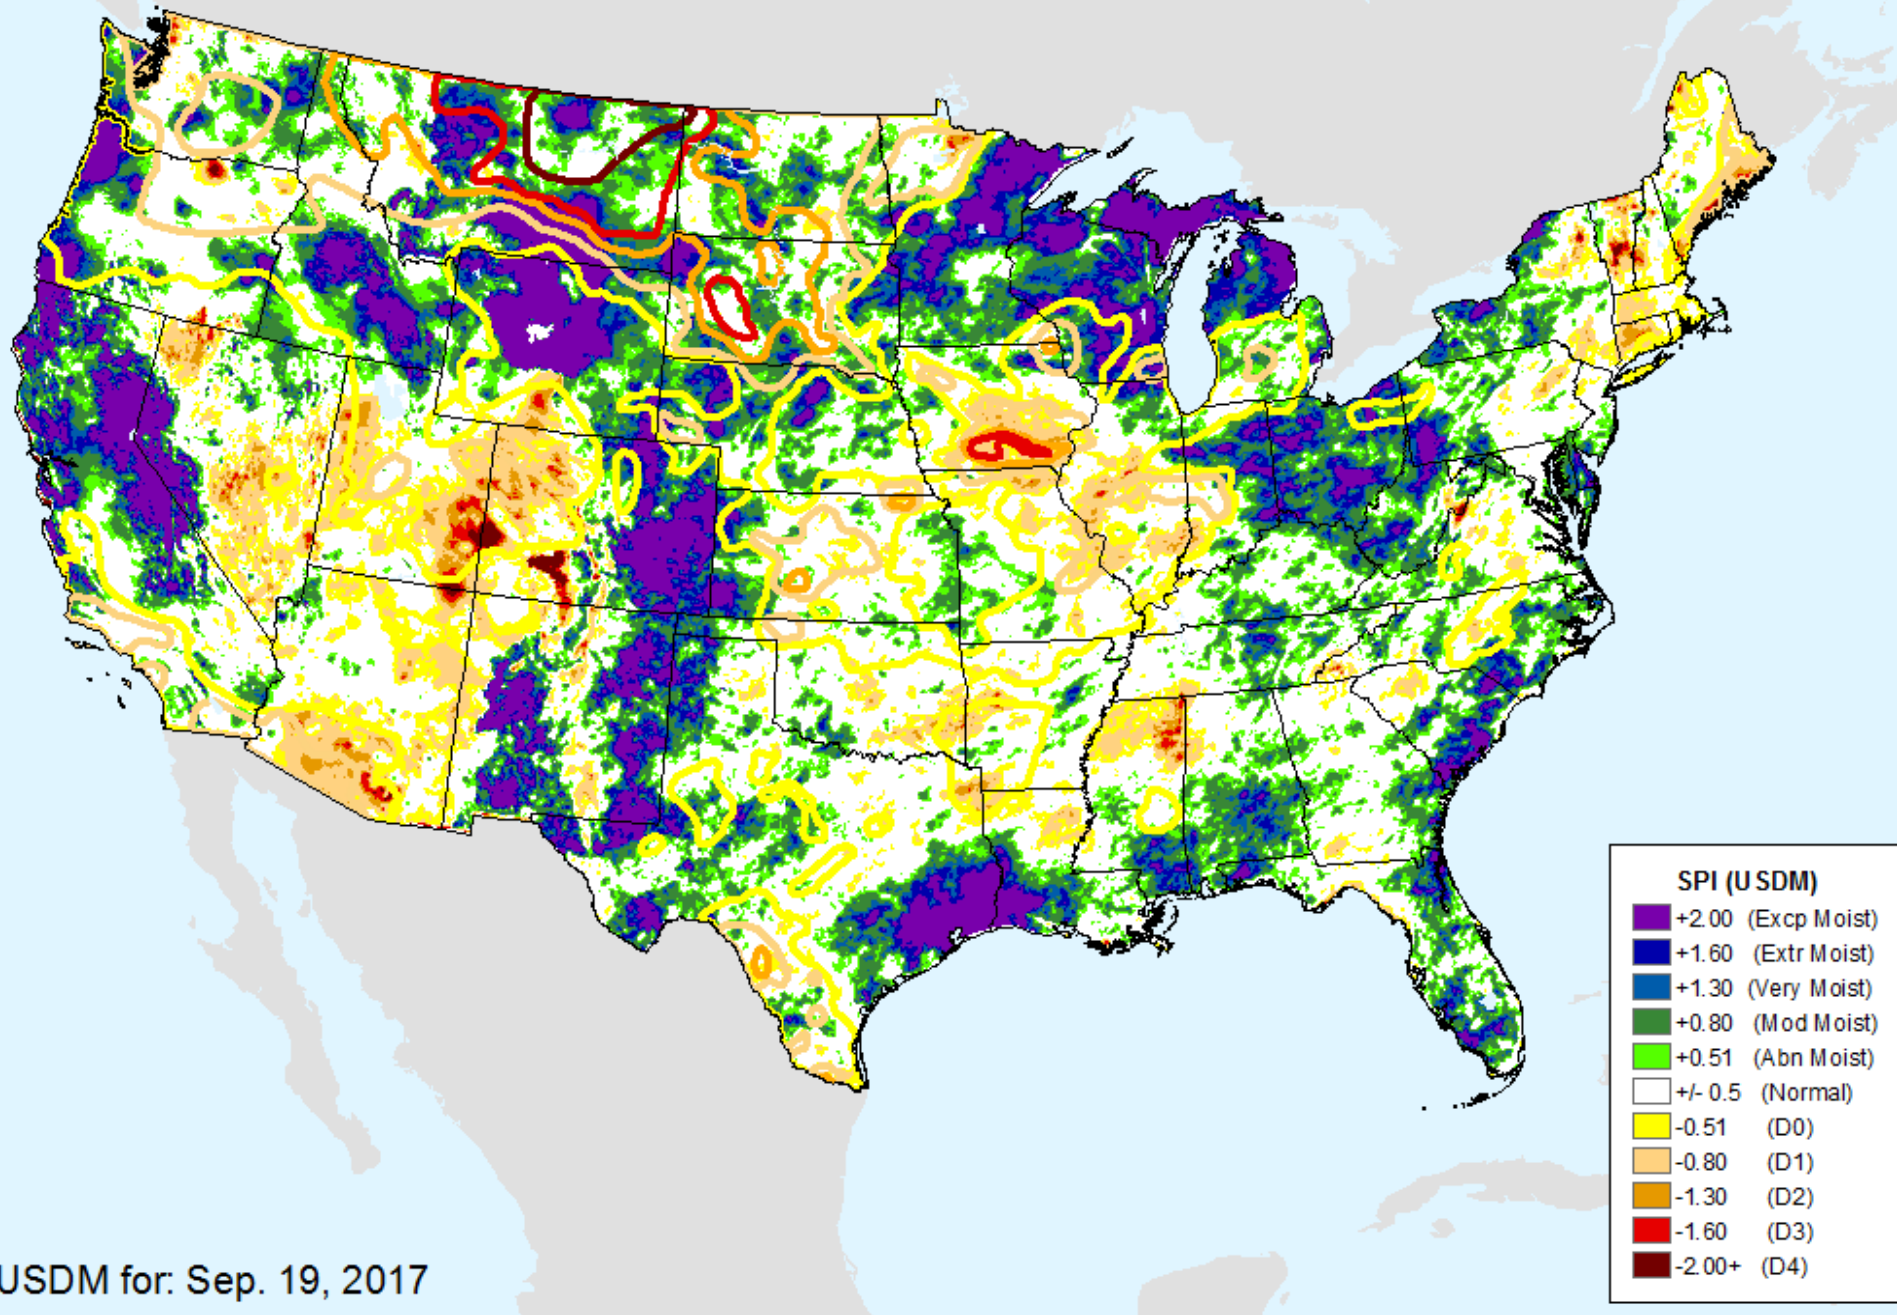 SPI (USDM)
+2.00 (Excp Moist)
+1.60 (Extr Moist)
+1.30 (Very Moist)
+0.80 (Mod Moist)
+0.51 (Abn Moist)
+/- 0.5 (Normal)
-0.51 (D0)
-0.80 (D1)
-1.30 (D2)
-1.60 (D3)
-2.00+ (D4)
USDM for: Sep. 19, 2017